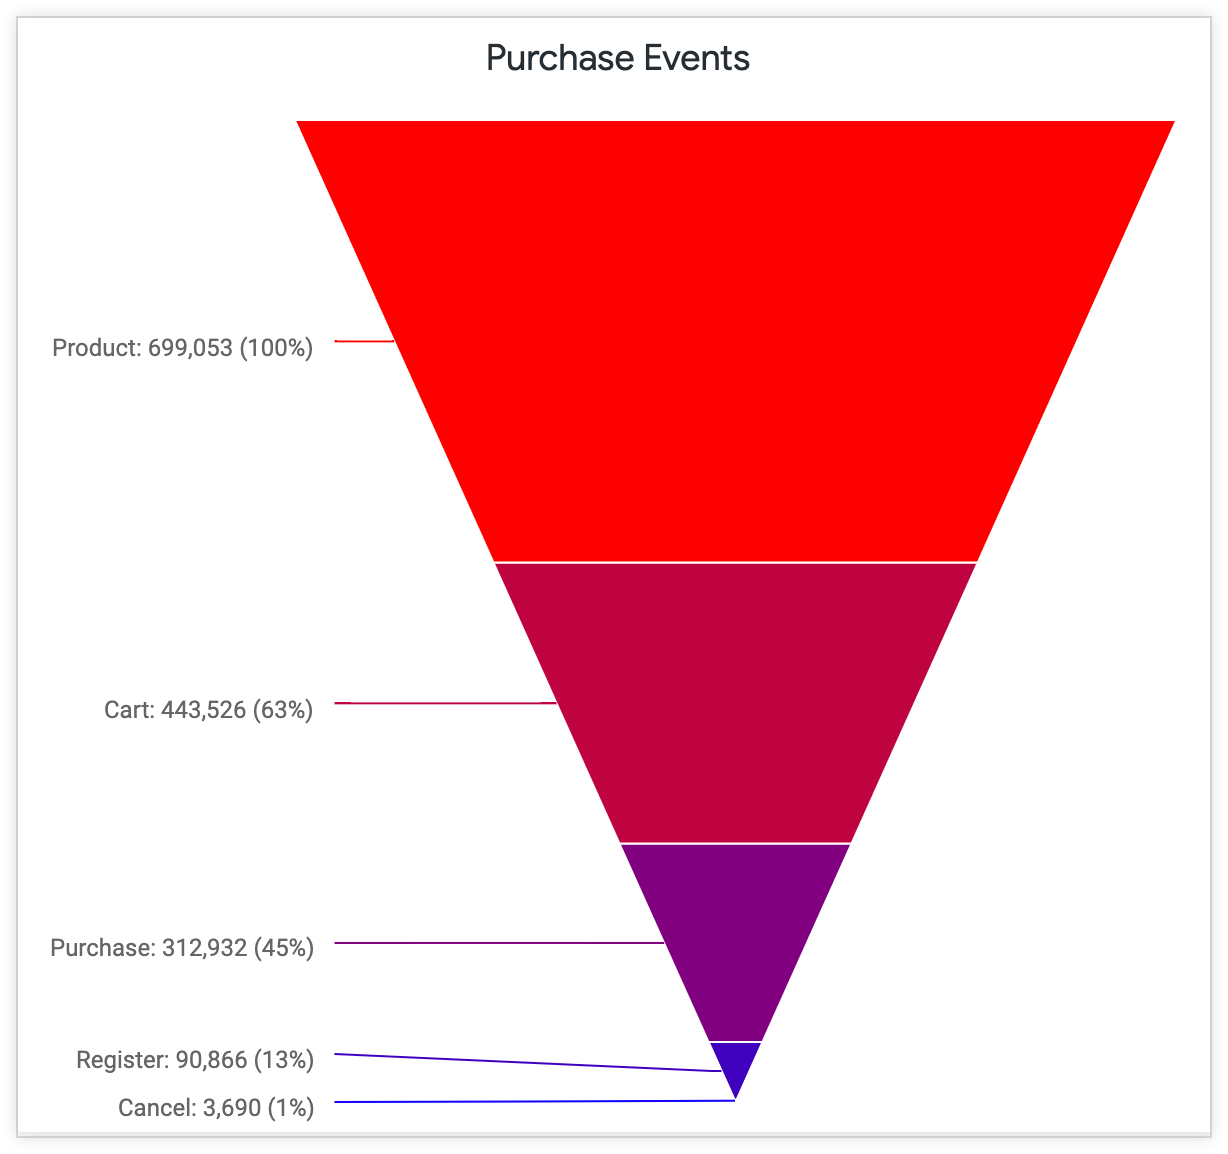 Purchase Events
Product: 699,053 (100%)
Cart: 443,526 (63%)
Purchase: 312,932 (45%)
Register: 90,866 (13%)
Cancel: 3,690 (1%)